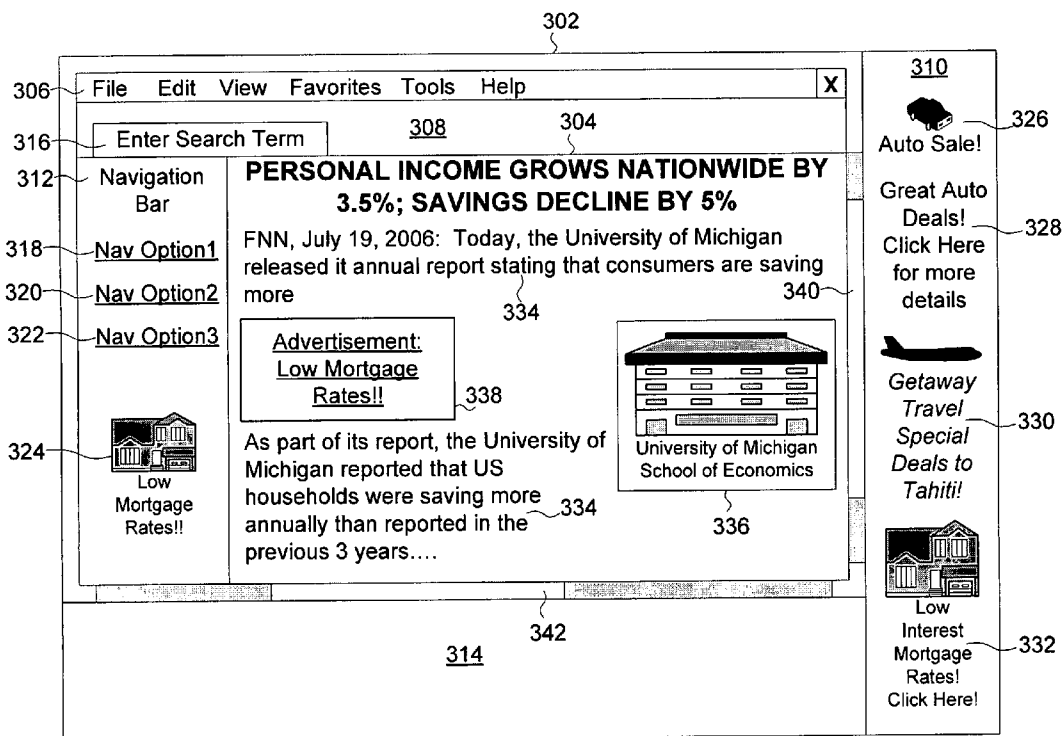 302
306 File Edit View Favorites Tools Help X
316 Enter Search Term 308 304
312 Navigation
Bar
318 Nav Option1
320 Nav Option2
322 Nav Option3
324
Low
Mortgage
Rates!!
PERSONAL INCOME GROWS NATIONWIDE BY
3.5%; SAVINGS DECLINE BY 5%
FNN, July 19, 2006: Today, the University of Michigan
released it annual report stating that consumers are saving
more
334
340
Advertisement:
Low Mortgage
Rates!!
338
University of Michigan
School of Economics
336
As part of its report, the University of
Michigan reported that US
households were saving more
annually than reported in the
previous 3 years....
334
342
314
310
326
Auto Sale!
Great Auto
Deals!
Click Here
for more
details
328
Getaway
Travel
Special
Deals to
Tahiti!
330
Low
Interest
Mortgage
Rates!
Click Here!
332